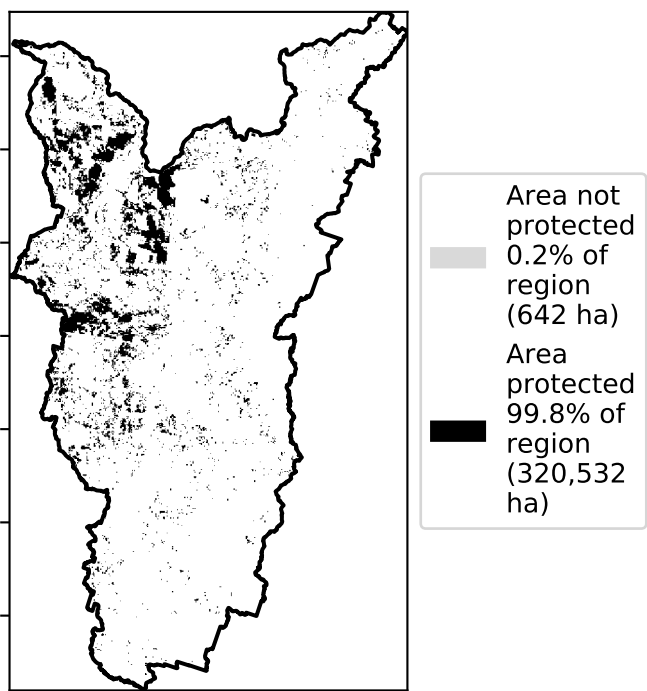 Area not
protected
0.2% of
region
(642 ha)
Area
protected
99.8% of
region
(320,532
ha)